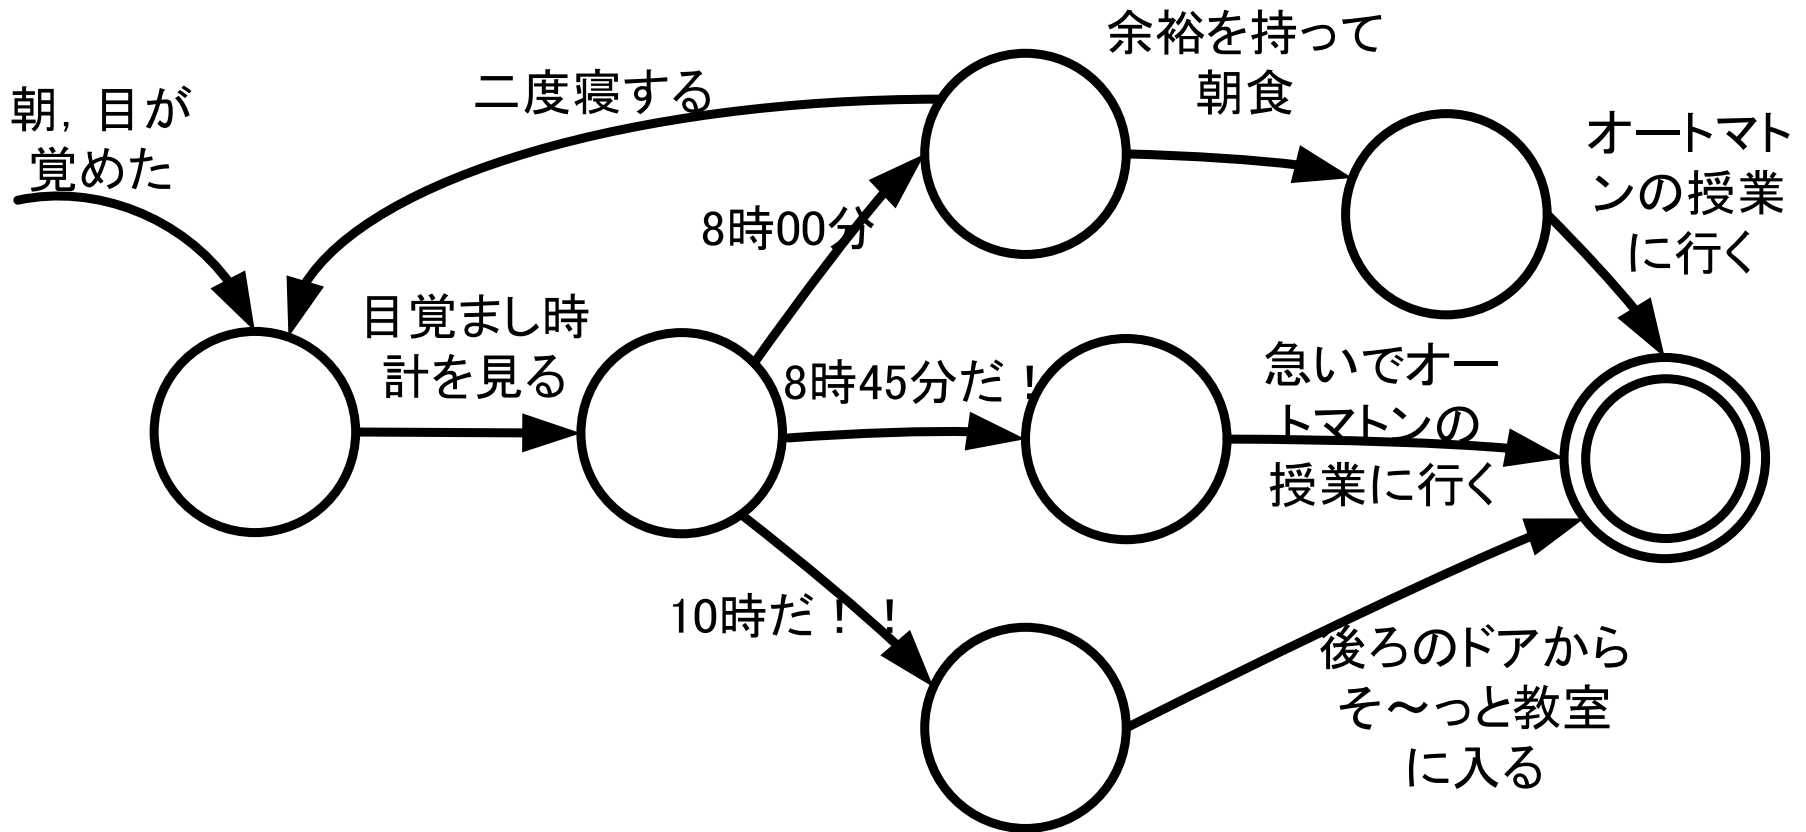 朝，目が
覚めた
二度寝する
余裕を持って
朝食
オートマト
ンの授業
に行く
8時00分
目覚まし時
計を見る
8時45分だ！
急いでオー
トマトンの
授業に行く
10時だ！！
後ろのドアから
そ～っと教室
に入る